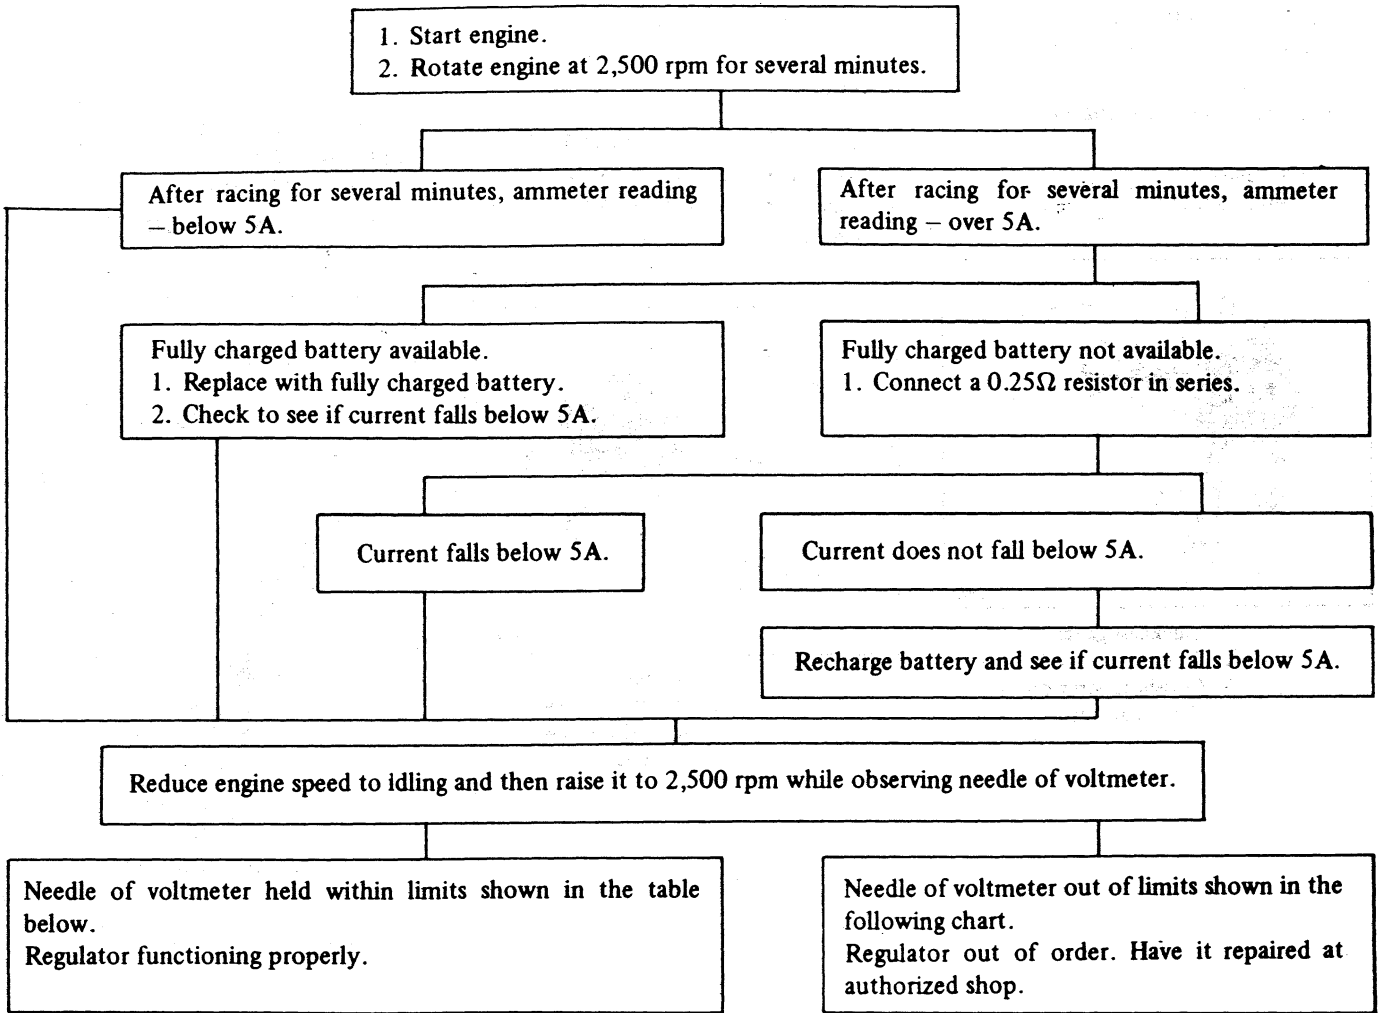 1. Start engine.
2. Rotate engine at 2,500 rpm for several minutes.
After racing for several minutes, ammeter reading
— below 5A.
After racing for several minutes, ammeter
reading — over 5A.
Fully charged battery available.
1. Replace with fully charged battery.
2. Check to see if current falls below 5A.
Fully charged battery not available.
1. Connect a 0.25Ω resistor in series.
Current falls below 5A.
Current does not fall below 5A.
Recharge battery and see if current falls below 5A.
Reduce engine speed to idling and then raise it to 2,500 rpm while observing needle of voltmeter.
Needle of voltmeter held within limits shown in the table
below.
Regulator functioning properly.
Needle of voltmeter out of limits shown in the
following chart.
Regulator out of order. Have it repaired at
authorized shop.